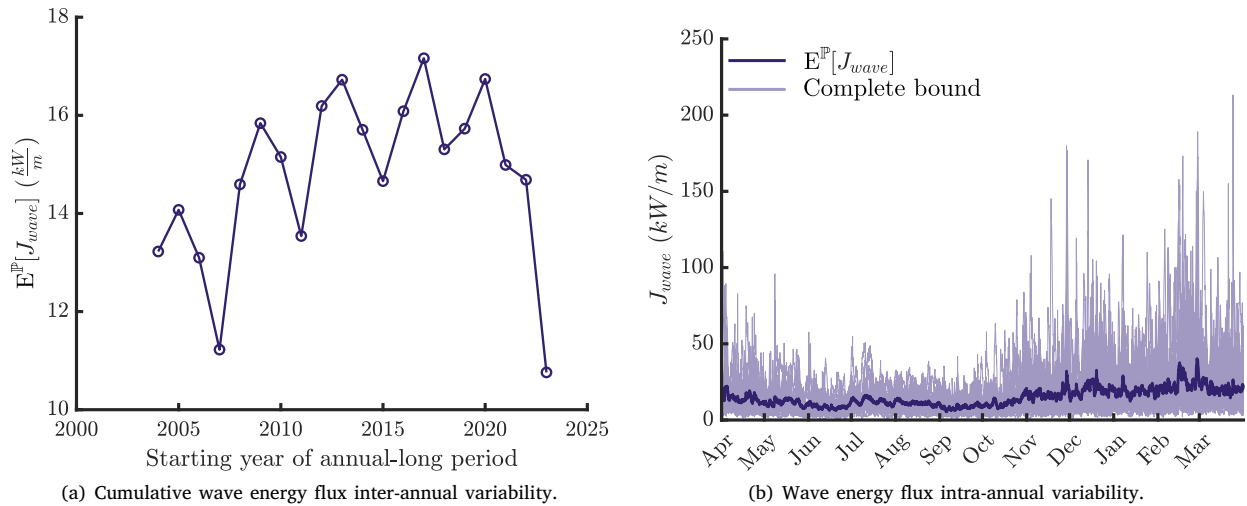 18
16
14
12
10
2000
2005
2010
2015
2020
2025
E^ℙ[J_wave] (kW/m)
Starting year of annual-long period
(a) Cumulative wave energy flux inter-annual variability.
250
200
150
100
50
0
E^ℙ[J_wave]
Complete bound
J_wave (kW/m)
Apr
May
Jun
Jul
Aug
Sep
Oct
Nov
Dec
Jan
Feb
Mar
(b) Wave energy flux intra-annual variability.